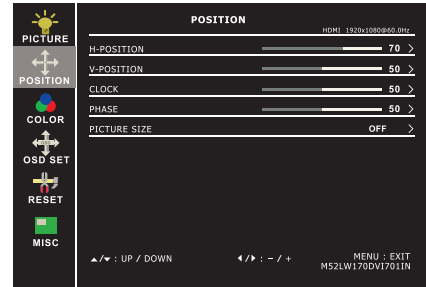 POSITION
HDMI 1920x1080@60.0Hz
PICTURE
POSITION
COLOR
OSD SET
RESET
MISC
H-POSITION 70
V-POSITION 50
CLOCK 50
PHASE 50
PICTURE SIZE OFF
▲/▼ : UP / DOWN ◀/▶ : - / + MENU : EXIT
M52LW170DVI701IN